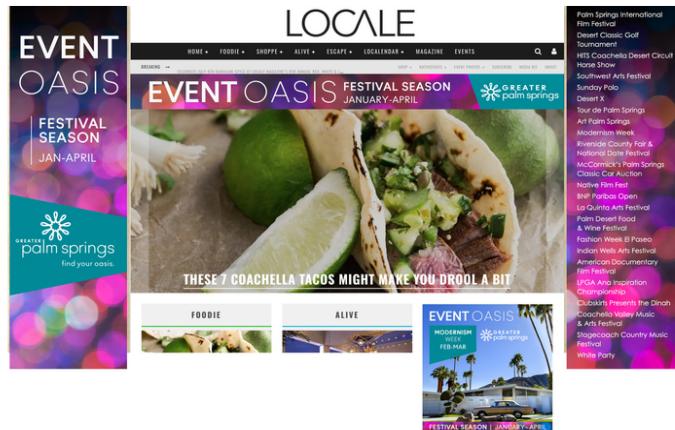 EVENT
OASIS
FESTIVAL
SEASON
JAN-APRIL
GREATER
palm springs
find your oasis.
LOCALE
HOME
FOODIE
SHOPPE
ALIVE
ESCAPE
LOCALENDAR
MAGAZINE
EVENTS
BREAKING
EVENT OASIS FESTIVAL SEASON
JANUARY-APRIL
GREATER
palm springs
THESE 7 COACHELLA TACOS MIGHT MAKE YOU DROOL A BIT
FOODIE
ALIVE
EVENT OASIS
MODERNISM
WEEK
FEB-MAR
GREATER
palm springs
FESTIVAL SEASON | JANUARY-APRIL
Palm Springs International
Film Festival
Desert Classic Golf
Tournament
HITS Coachella Desert Circuit
Horse Show
Southwest Arts Festival
Sunday Polo
Desert X
Tour de Palm Springs
Art Palm Springs
Modernism Week
Riverside County Fair &
National Date Festival
McCormick's Palm Springs
Classic Car Auction
Native Film Fest
BNP Paribas Open
La Quinta Arts Festival
Palm Desert Food
& Wine Festival
Fashion Week El Paseo
Indian Wells Arts Festival
American Documentary
Film Festival
LPGA Ana Inspiration
Championship
Clubskirts Presents the Dinah
Coachella Valley Music
& Arts Festival
Stagecoach Country Music
Festival
White Party